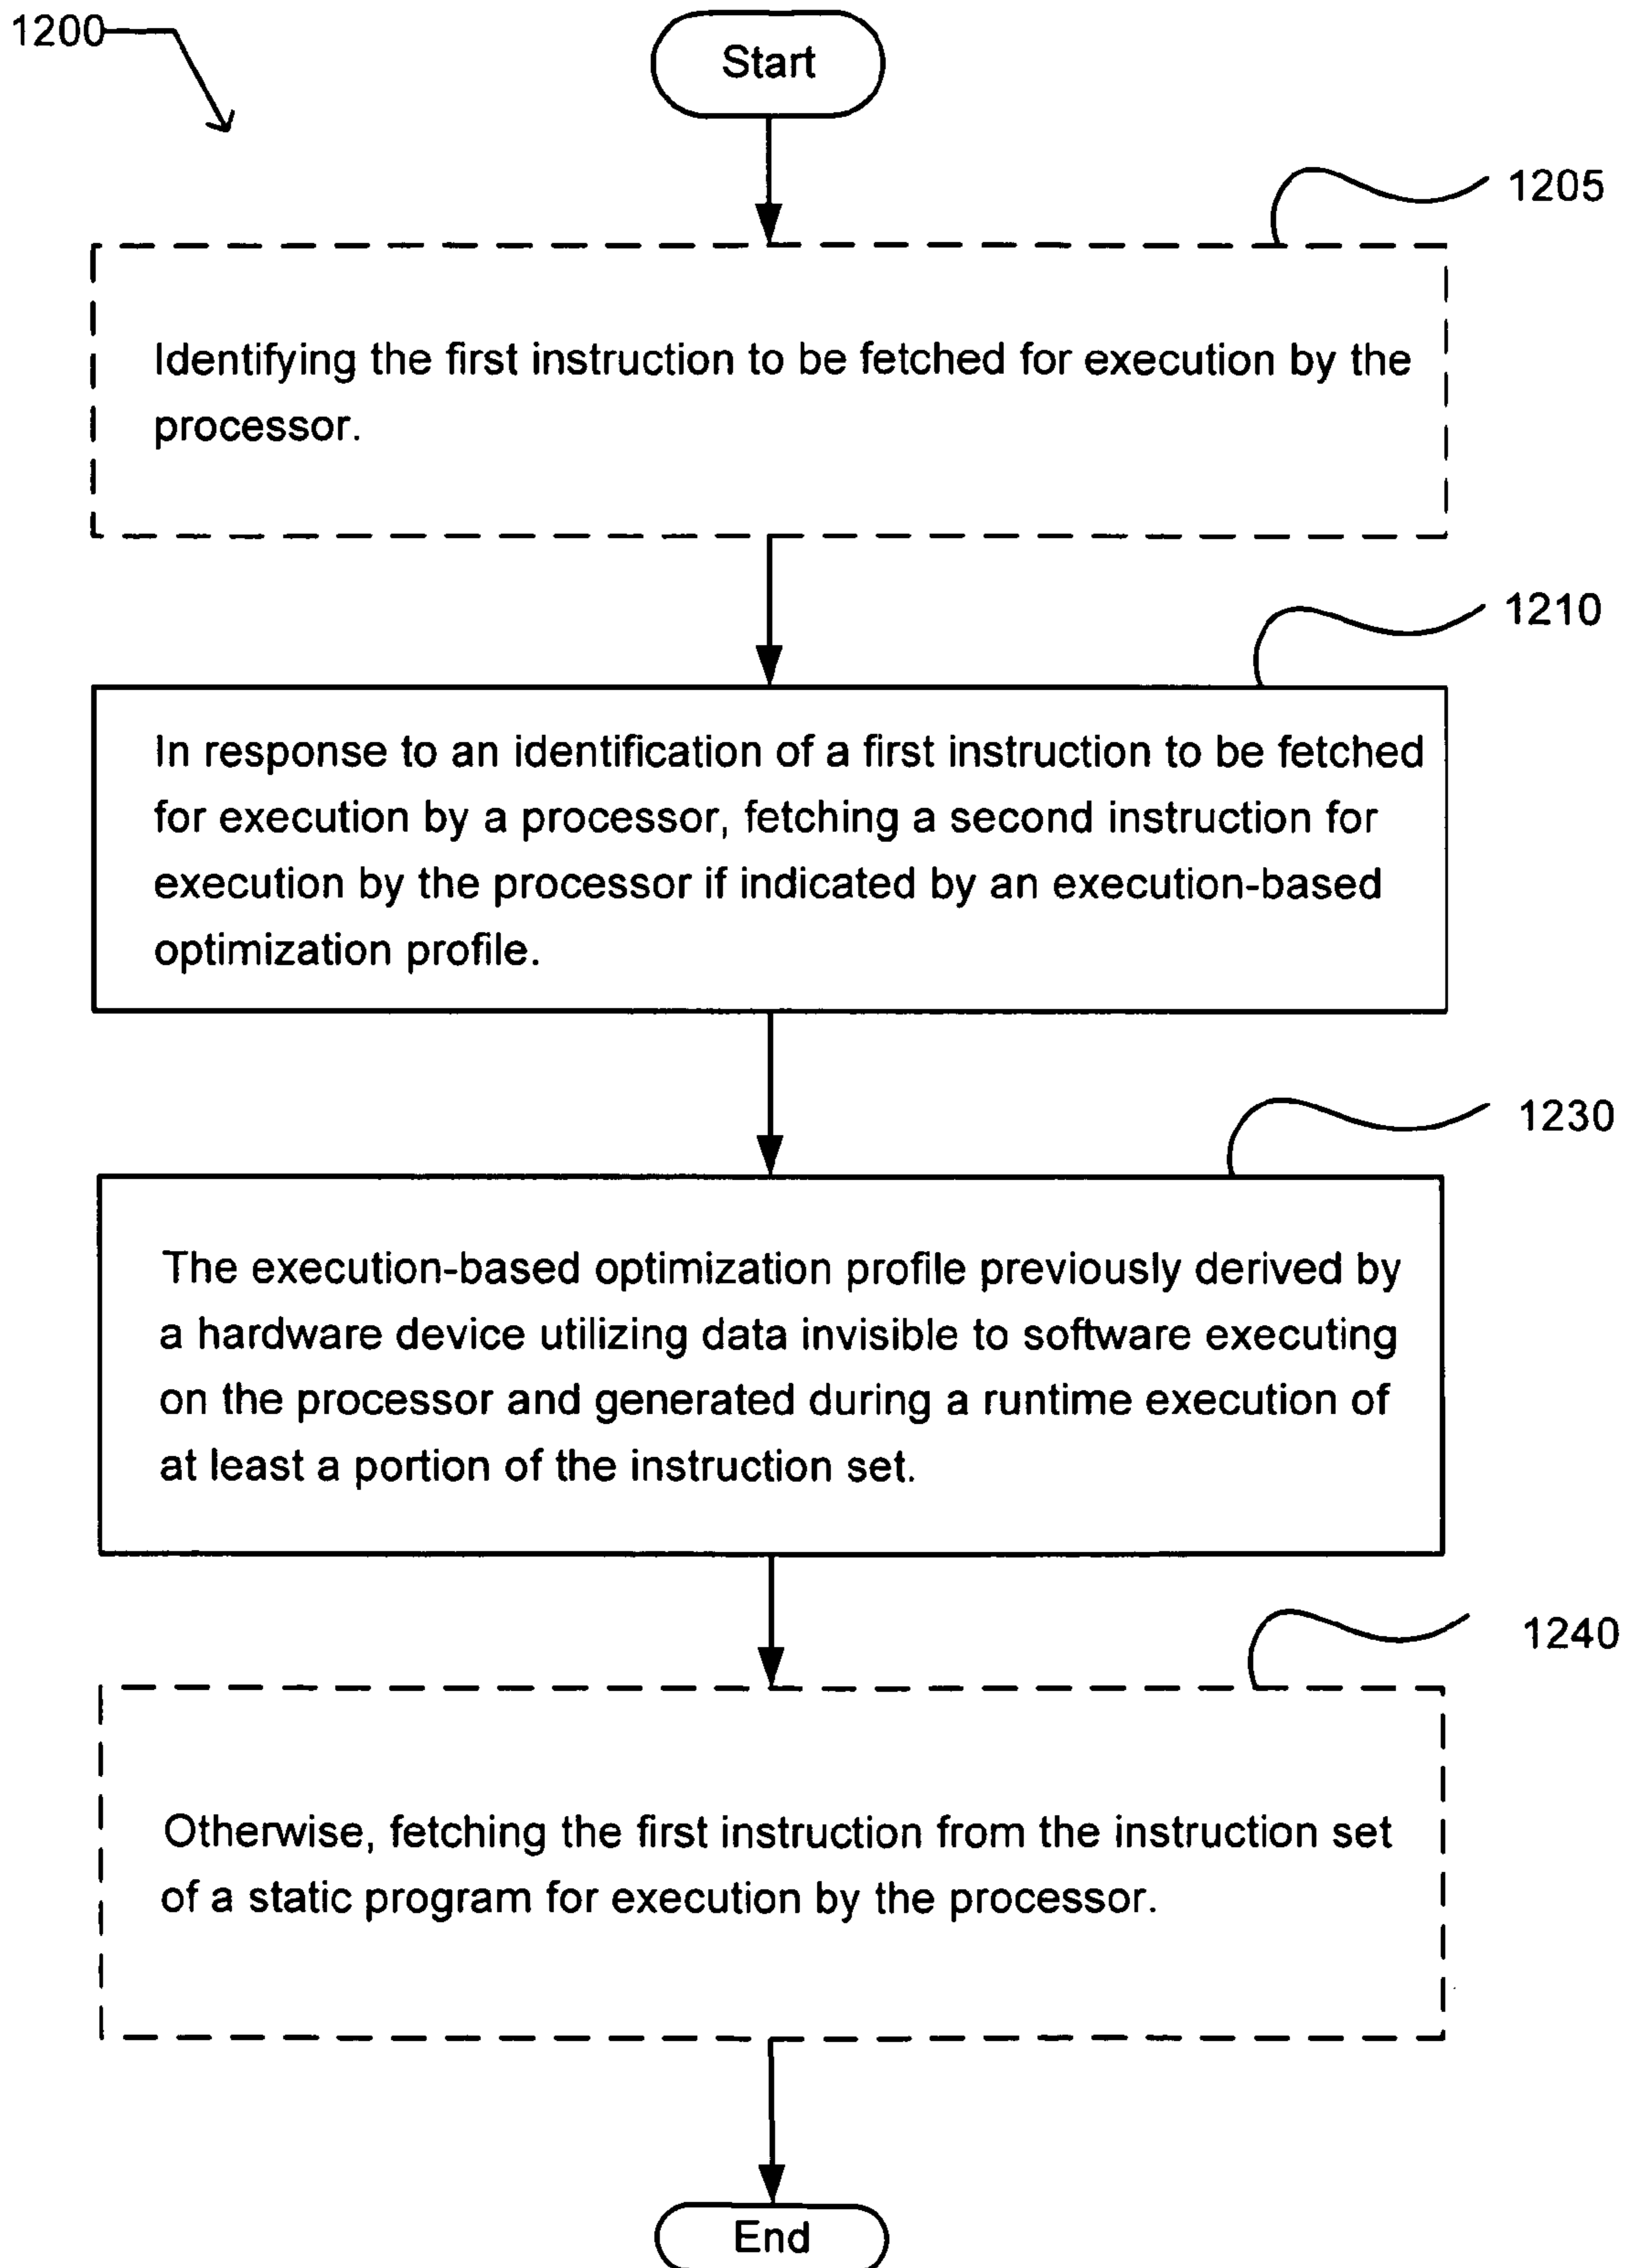 1200
Start
1205
Identifying the first instruction to be fetched for execution by the
processor.
1210
In response to an identification of a first instruction to be fetched
for execution by a processor, fetching a second instruction for
execution by the processor if indicated by an execution-based
optimization profile.
1230
The execution-based optimization profile previously derived by
a hardware device utilizing data invisible to software executing
on the processor and generated during a runtime execution of
at least a portion of the instruction set.
1240
Otherwise, fetching the first instruction from the instruction set
of a static program for execution by the processor.
End